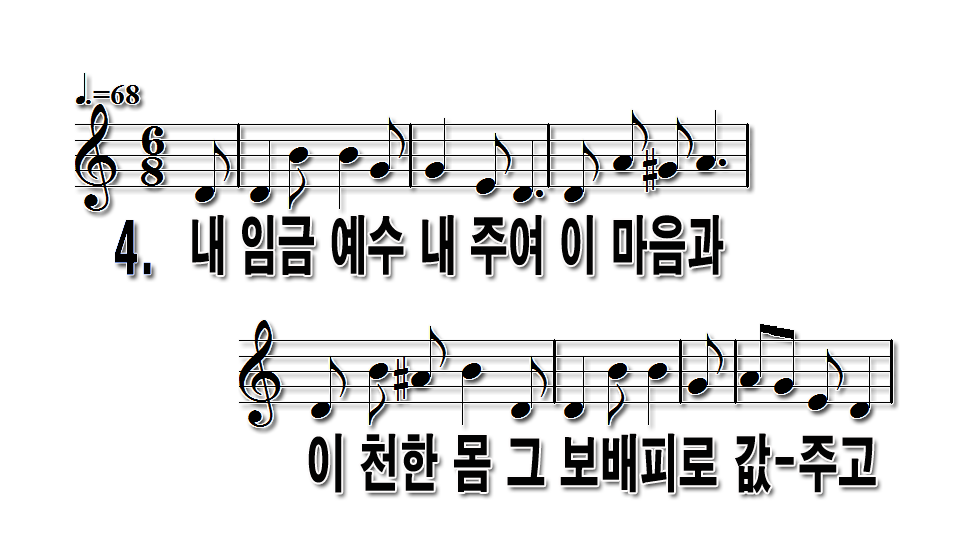 ♩.=68
6
8
4. 내 임금 예수 내 주여 이 마음과
이 천한 몸 그 보배피로 값-주고